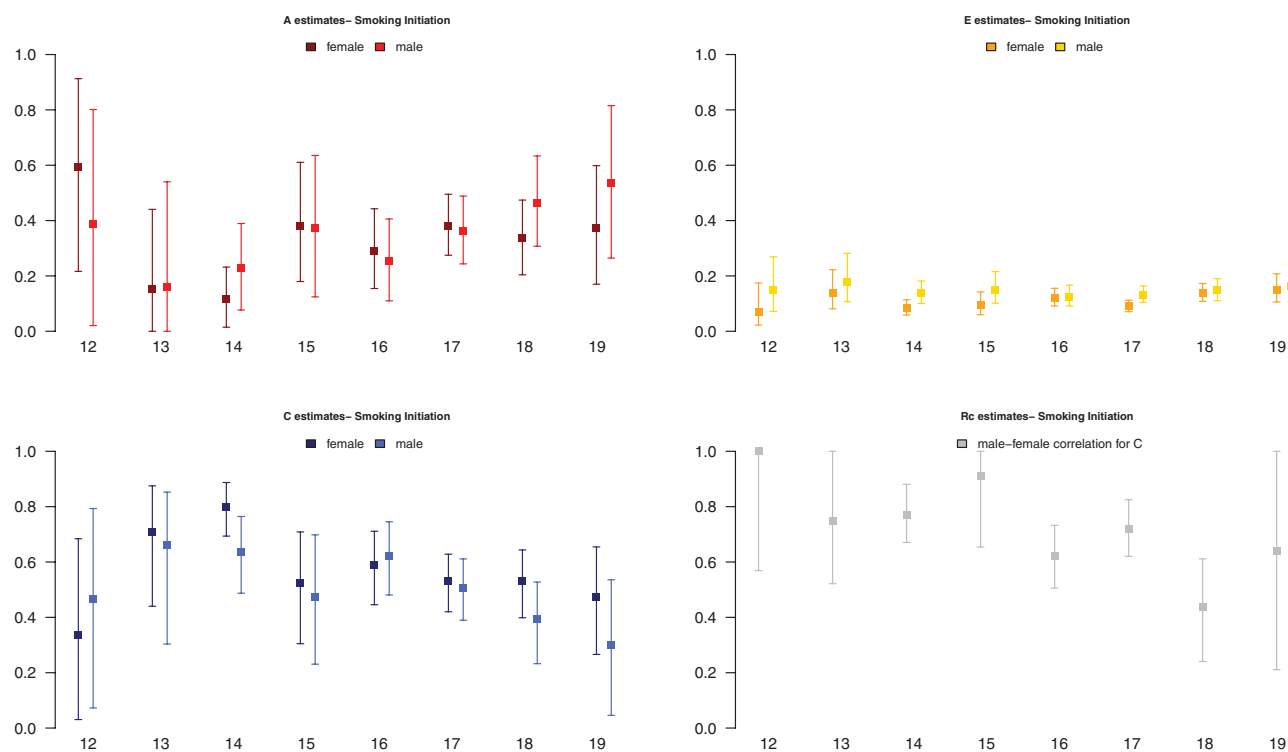 A estimates– Smoking Initiation
female male
1.0
0.8
0.6
0.4
0.2
0.0
12 13 14 15 16 17 18 19
E estimates– Smoking Initiation
female male
1.0
0.8
0.6
0.4
0.2
0.0
12 13 14 15 16 17 18 19
C estimates– Smoking Initiation
female male
1.0
0.8
0.6
0.4
0.2
0.0
12 13 14 15 16 17 18 19
Rc estimates– Smoking Initiation
male–female correlation for C
1.0
0.8
0.6
0.4
0.2
0.0
12 13 14 15 16 17 18 19